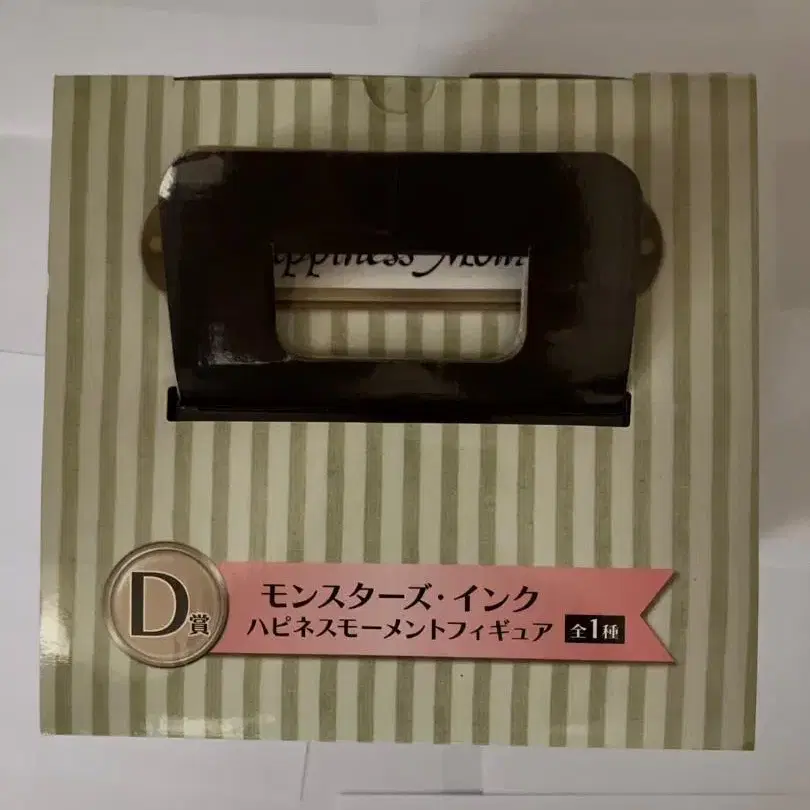 D賞
モンスターズ・インク
ハピネスモーメントフィギュア 全1種